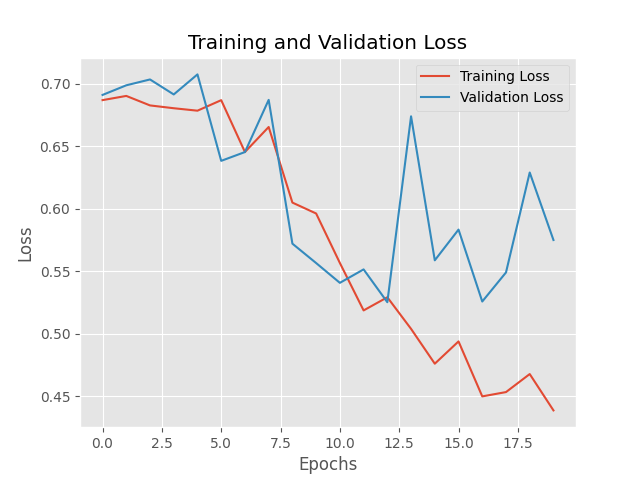 Training and Validation Loss
Training Loss
Validation Loss
0.70
0.65
0.60
0.55
0.50
0.45
Loss
0.0 2.5 5.0 7.5 10.0 12.5 15.0 17.5
Epochs